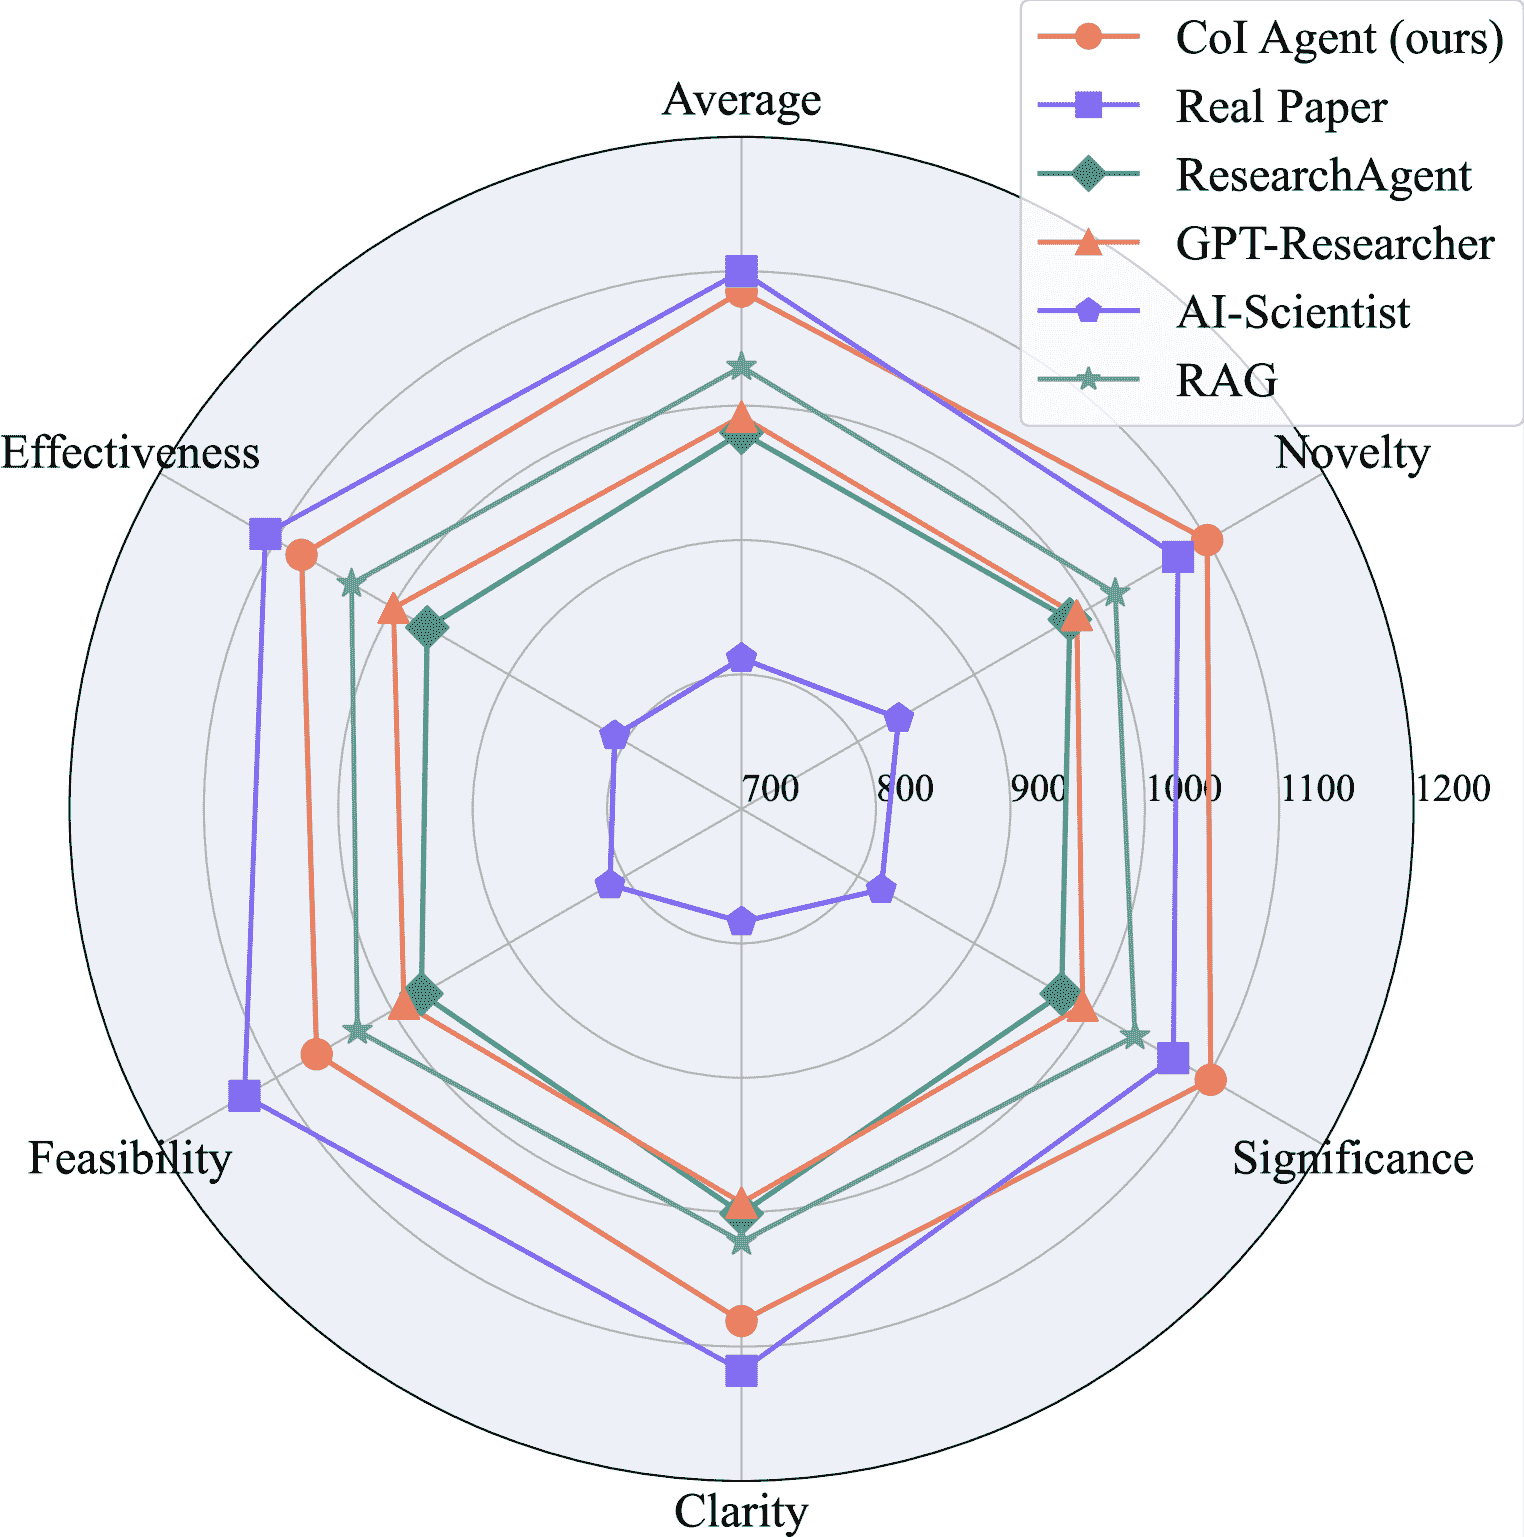 CoI Agent (ours)
Real Paper
ResearchAgent
GPT-Researcher
AI-Scientist
RAG
Average
Effectiveness
Novelty
700 800 900 1000 1100 1200
Feasibility
Significance
Clarity